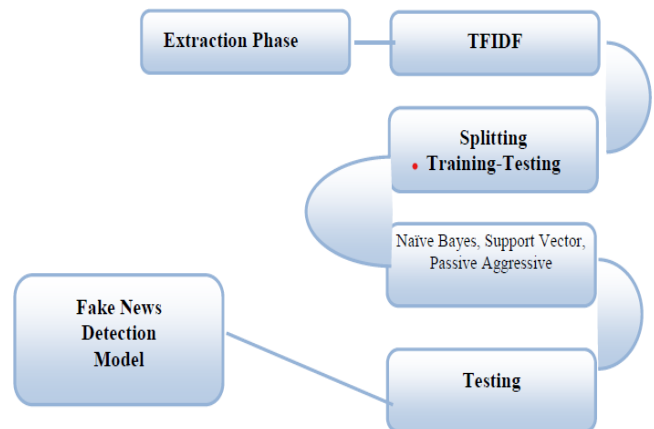 Extraction Phase
TFIDF
Splitting
Training-Testing
Naïve Bayes, Support Vector,
Passive Aggressive
Testing
Fake News
Detection
Model